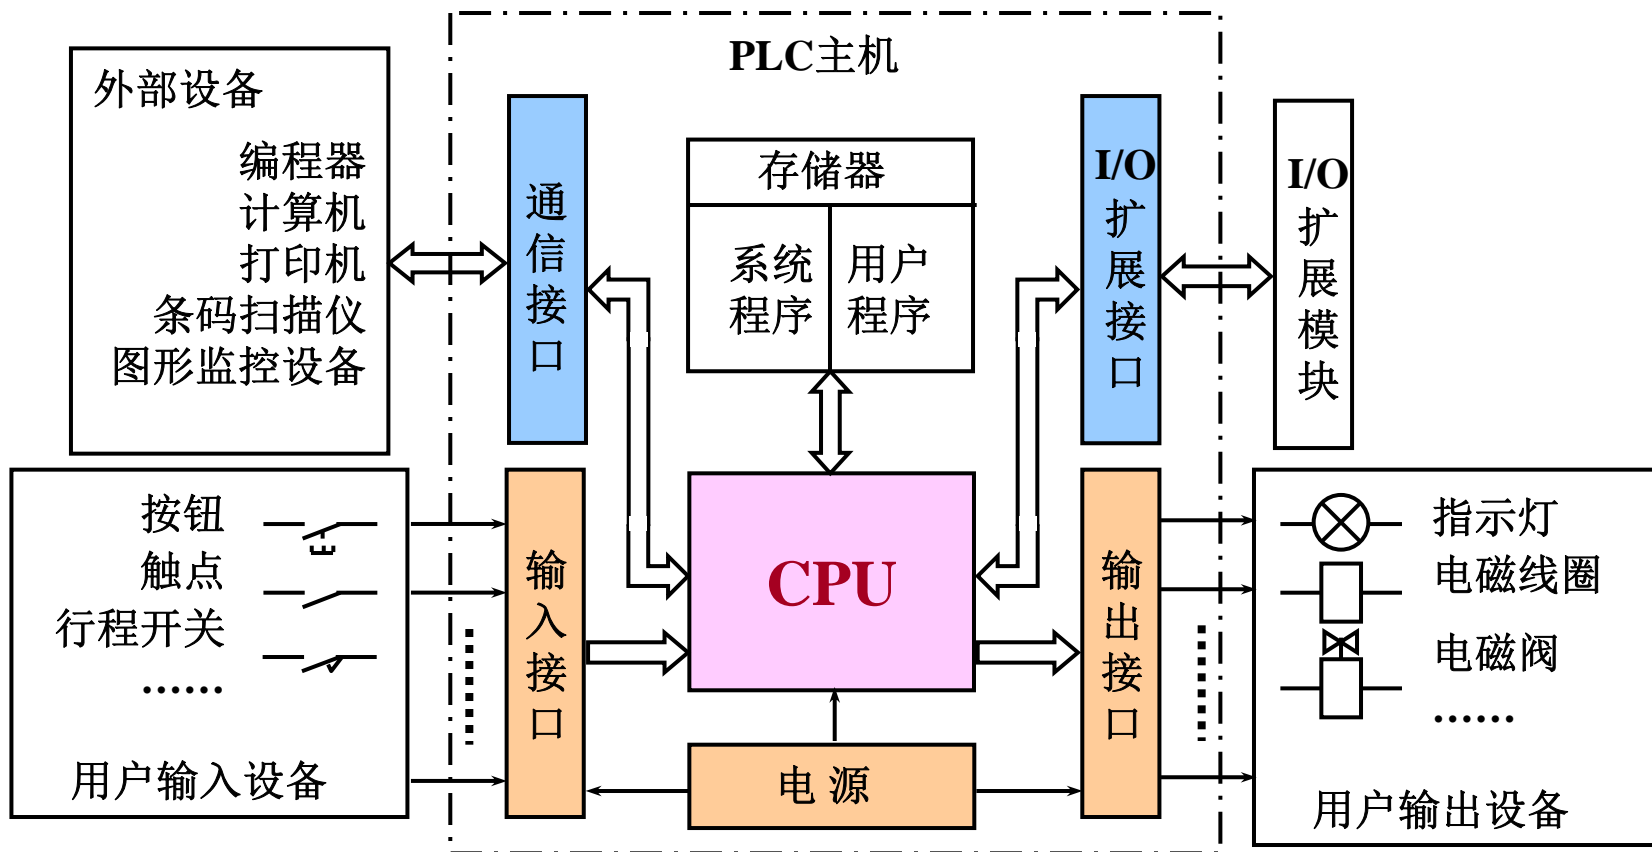 PLC主机
外部设备
编程器
计算机
打印机
条码扫描仪
图形监控设备
通信接口
存储器
系统程序
用户程序
I/O扩展接口
I/O扩展模块
按钮
触点
行程开关
……
用户输入设备
输入接口
CPU
电 源
输出接口
指示灯
电磁线圈
电磁阀
……
用户输出设备